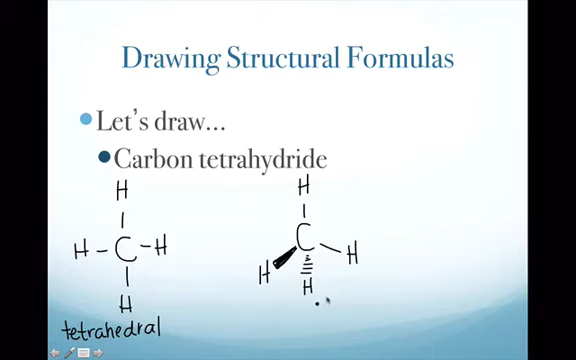 Drawing Structural Formulas
Let's draw...
Carbon tetrahydride
H
H - C - H
H
tetrahedral
H
C
H
H
H